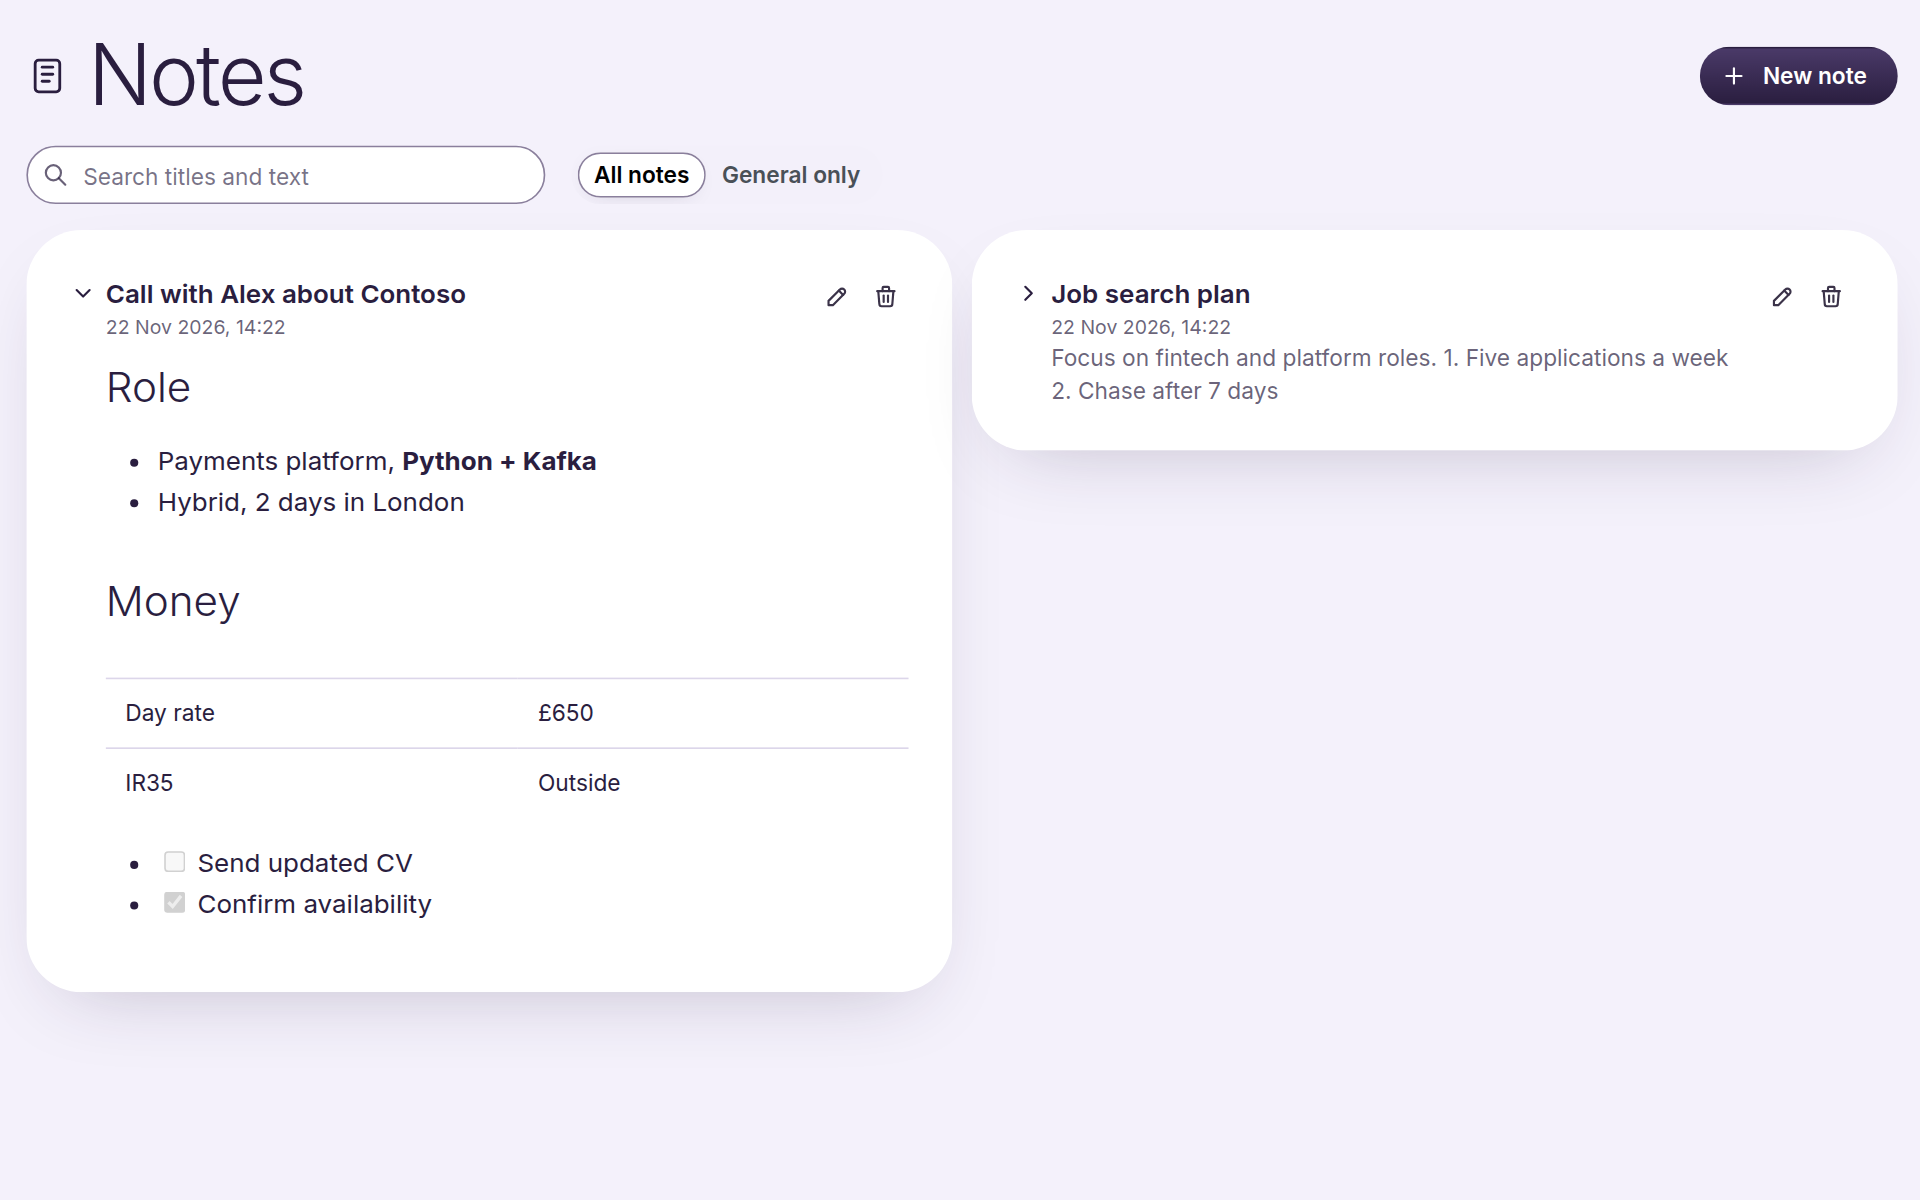 Notes
New note
Search titles and text
All notes
General only
Call with Alex about Contoso
22 Nov 2026, 14:22
Role
Payments platform, Python + Kafka
Hybrid, 2 days in London
Money
Day rate £650
IR35 Outside
Send updated CV
Confirm availability
Job search plan
22 Nov 2026, 14:22
Focus on fintech and platform roles. 1. Five applications a week
2. Chase after 7 days